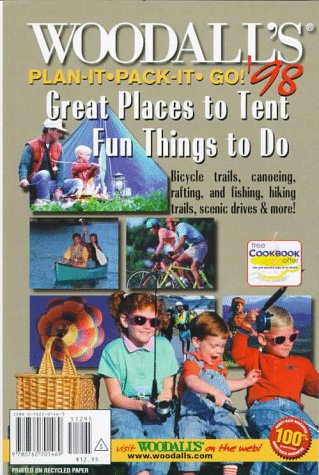 WOODALL'S®
PLAN-IT•PACK-IT• GO! '98
Great Places to Tent
Fun Things to Do
Bicycle trails, canoeing,
rafting, and fishing, hiking
trails, scenic drives & more!
free
COOKBOOK
offer
51295
9780762701469
$12.95
visit WOODALL'S® on the web!
www.woodalls.com
100%
PRINTED ON RECYCLED PAPER